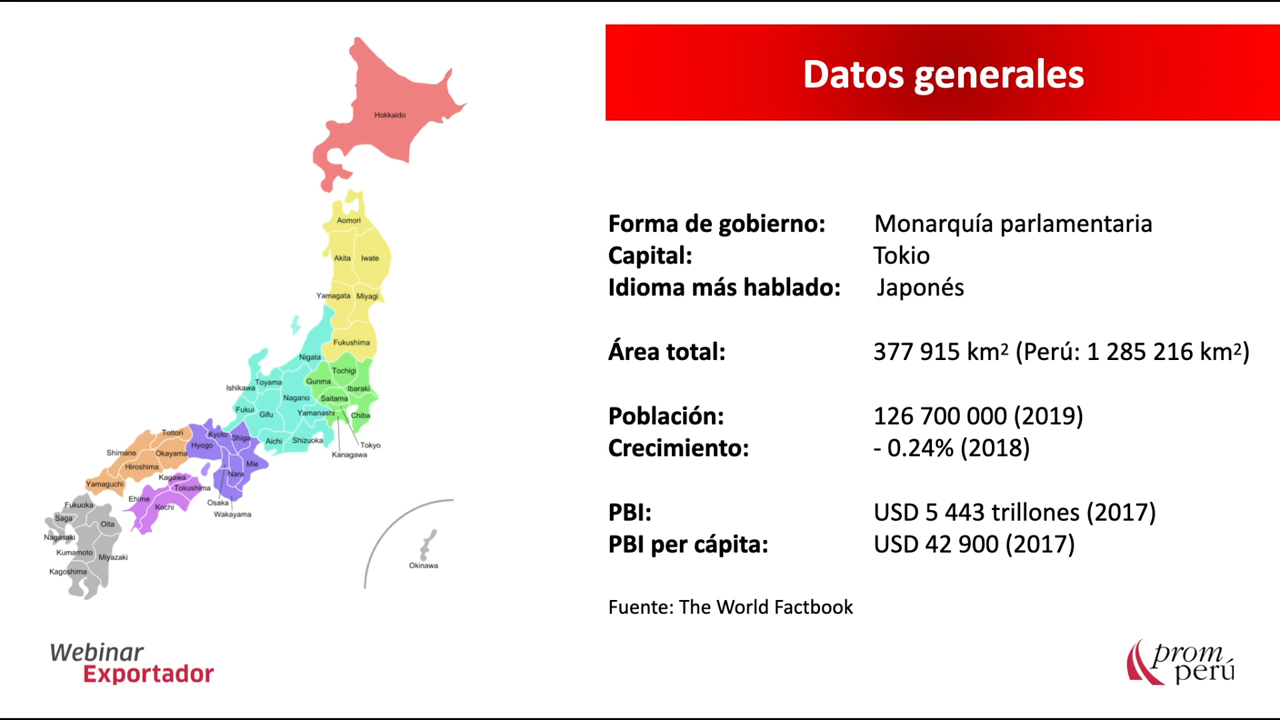 Datos generales
Forma de gobierno: Monarquía parlamentaria
Capital: Tokio
Idioma más hablado: Japonés
Área total: 377 915 km² (Perú: 1 285 216 km²)
Población: 126 700 000 (2019)
Crecimiento: - 0.24% (2018)
PBI: USD 5 443 trillones (2017)
PBI per cápita: USD 42 900 (2017)
Fuente: The World Factbook
Hokkaido
Aomori
Akita Iwate
Yamagata Miyagi
Fukushima
Nigata
Tochigi
Toyama Gunma
Ishikawa Ibaraki
Nagano Saitama
Fukui Gifu Yamanashi Chiba
Tottori Kyoto Shiga Aichi Shizuoka
Hyogo Tokyo
Shimane Okayama Kanagawa
Hiroshima Mie
Kagawa Nara
Yamaguchi Tokushima
Ehime Osaka
Fukuoka Kochi Wakayama
Saga Oita
Nagasaki
Kumamoto Miyazaki
Kagoshima Okinawa
Webinar
Exportador
prom
perú